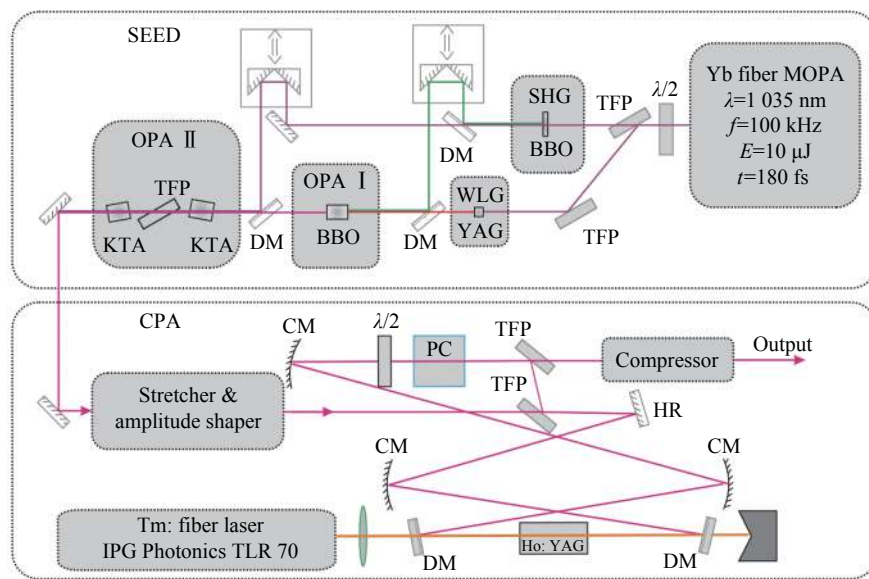 SEED
Yb fiber MOPA
λ=1 035 nm
f=100 kHz
E=10 μJ
t=180 fs
λ/2
TFP
SHG
BBO
DM
TFP
WLG
YAG
DM
OPA Ⅰ
BBO
DM
OPA Ⅱ
TFP
KTA
KTA
CPA
CM
λ/2
PC
TFP
Compressor
Output
TFP
Stretcher &
amplitude shaper
HR
CM
CM
Tm: fiber laser
IPG Photonics TLR 70
DM
Ho: YAG
DM